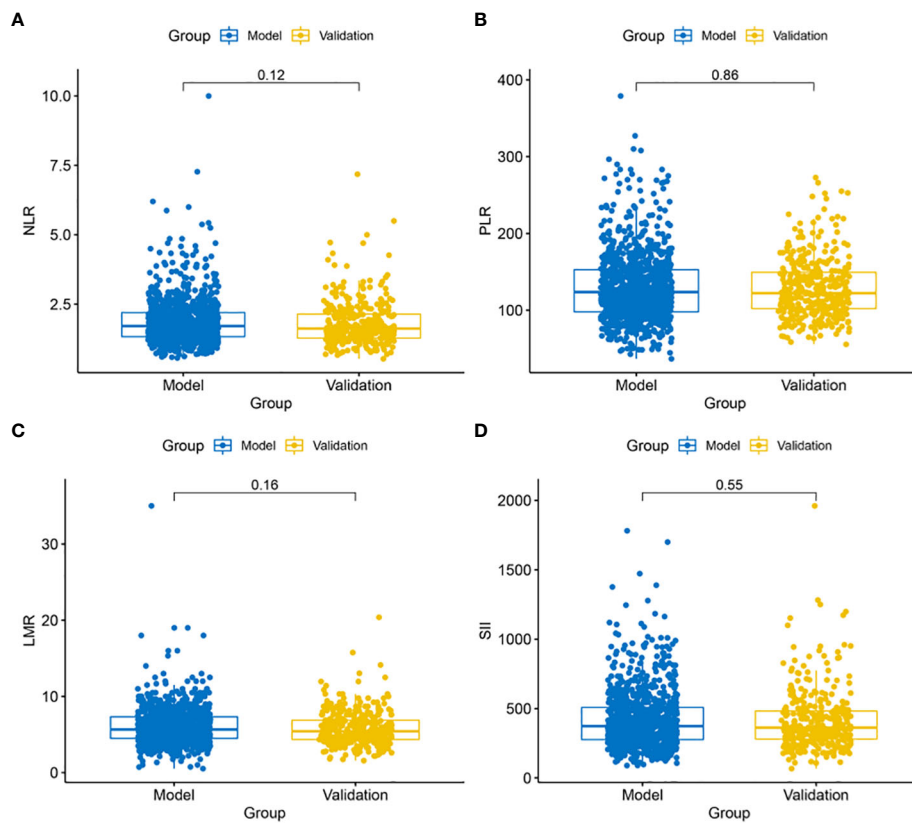 A
Group Model Validation
0.12
10.0
7.5
5.0
2.5
NLR
Model Validation
Group
B
Group Model Validation
0.86
400
300
200
100
PLR
Model Validation
Group
C
Group Model Validation
0.16
30
20
10
0
LMR
Model Validation
Group
D
Group Model Validation
0.55
2000
1500
1000
500
0
SII
Model Validation
Group